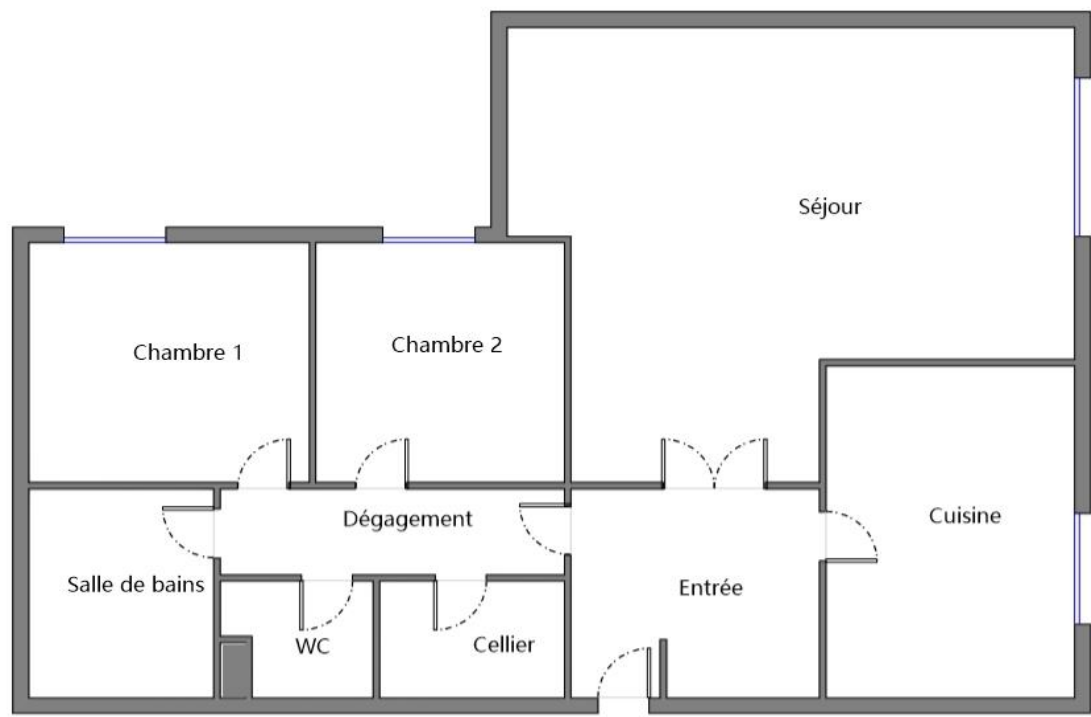 Séjour
Chambre 1
Chambre 2
Dégagement
Cuisine
Salle de bains
Entrée
WC
Cellier